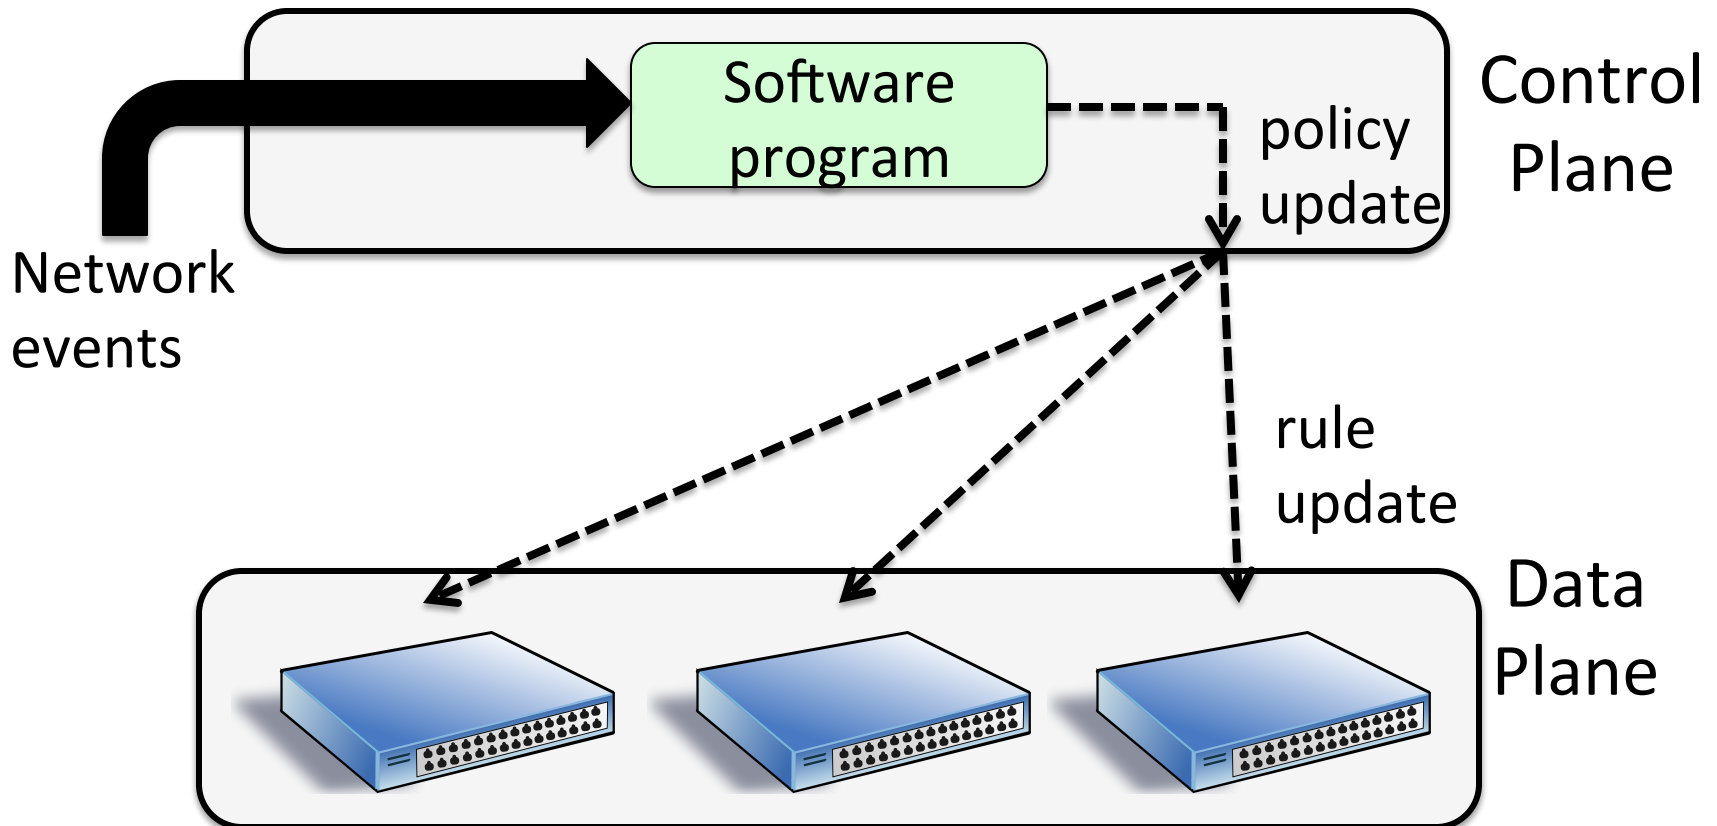 Software
program
policy
update
Control
Plane
Network
events
rule
update
Data
Plane